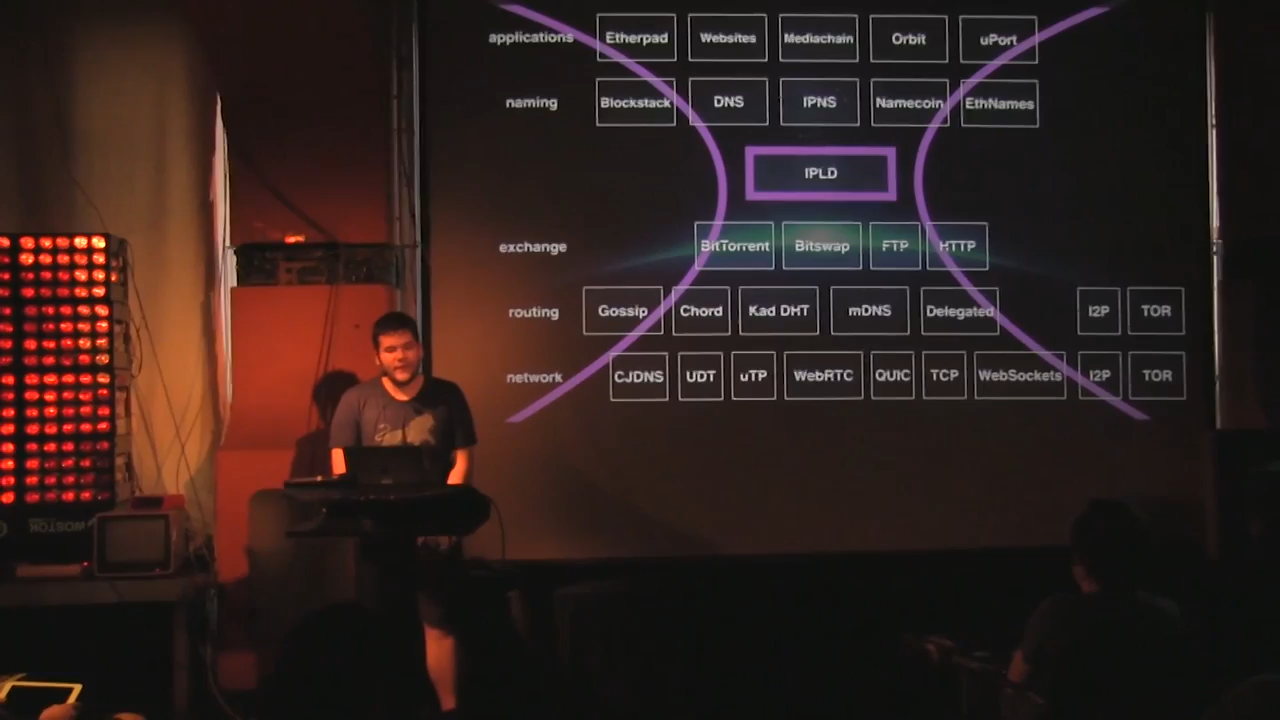 applications Etherpad Websites Mediachain Orbit uPort
naming Blockstack DNS IPNS Namecoin EthNames
IPLD
exchange BitTorrent Bitswap FTP HTTP
routing Gossip Chord Kad DHT mDNS Delegated I2P TOR
network CJDNS UDT uTP WebRTC QUIC TCP WebSockets I2P TOR
WOSTOK